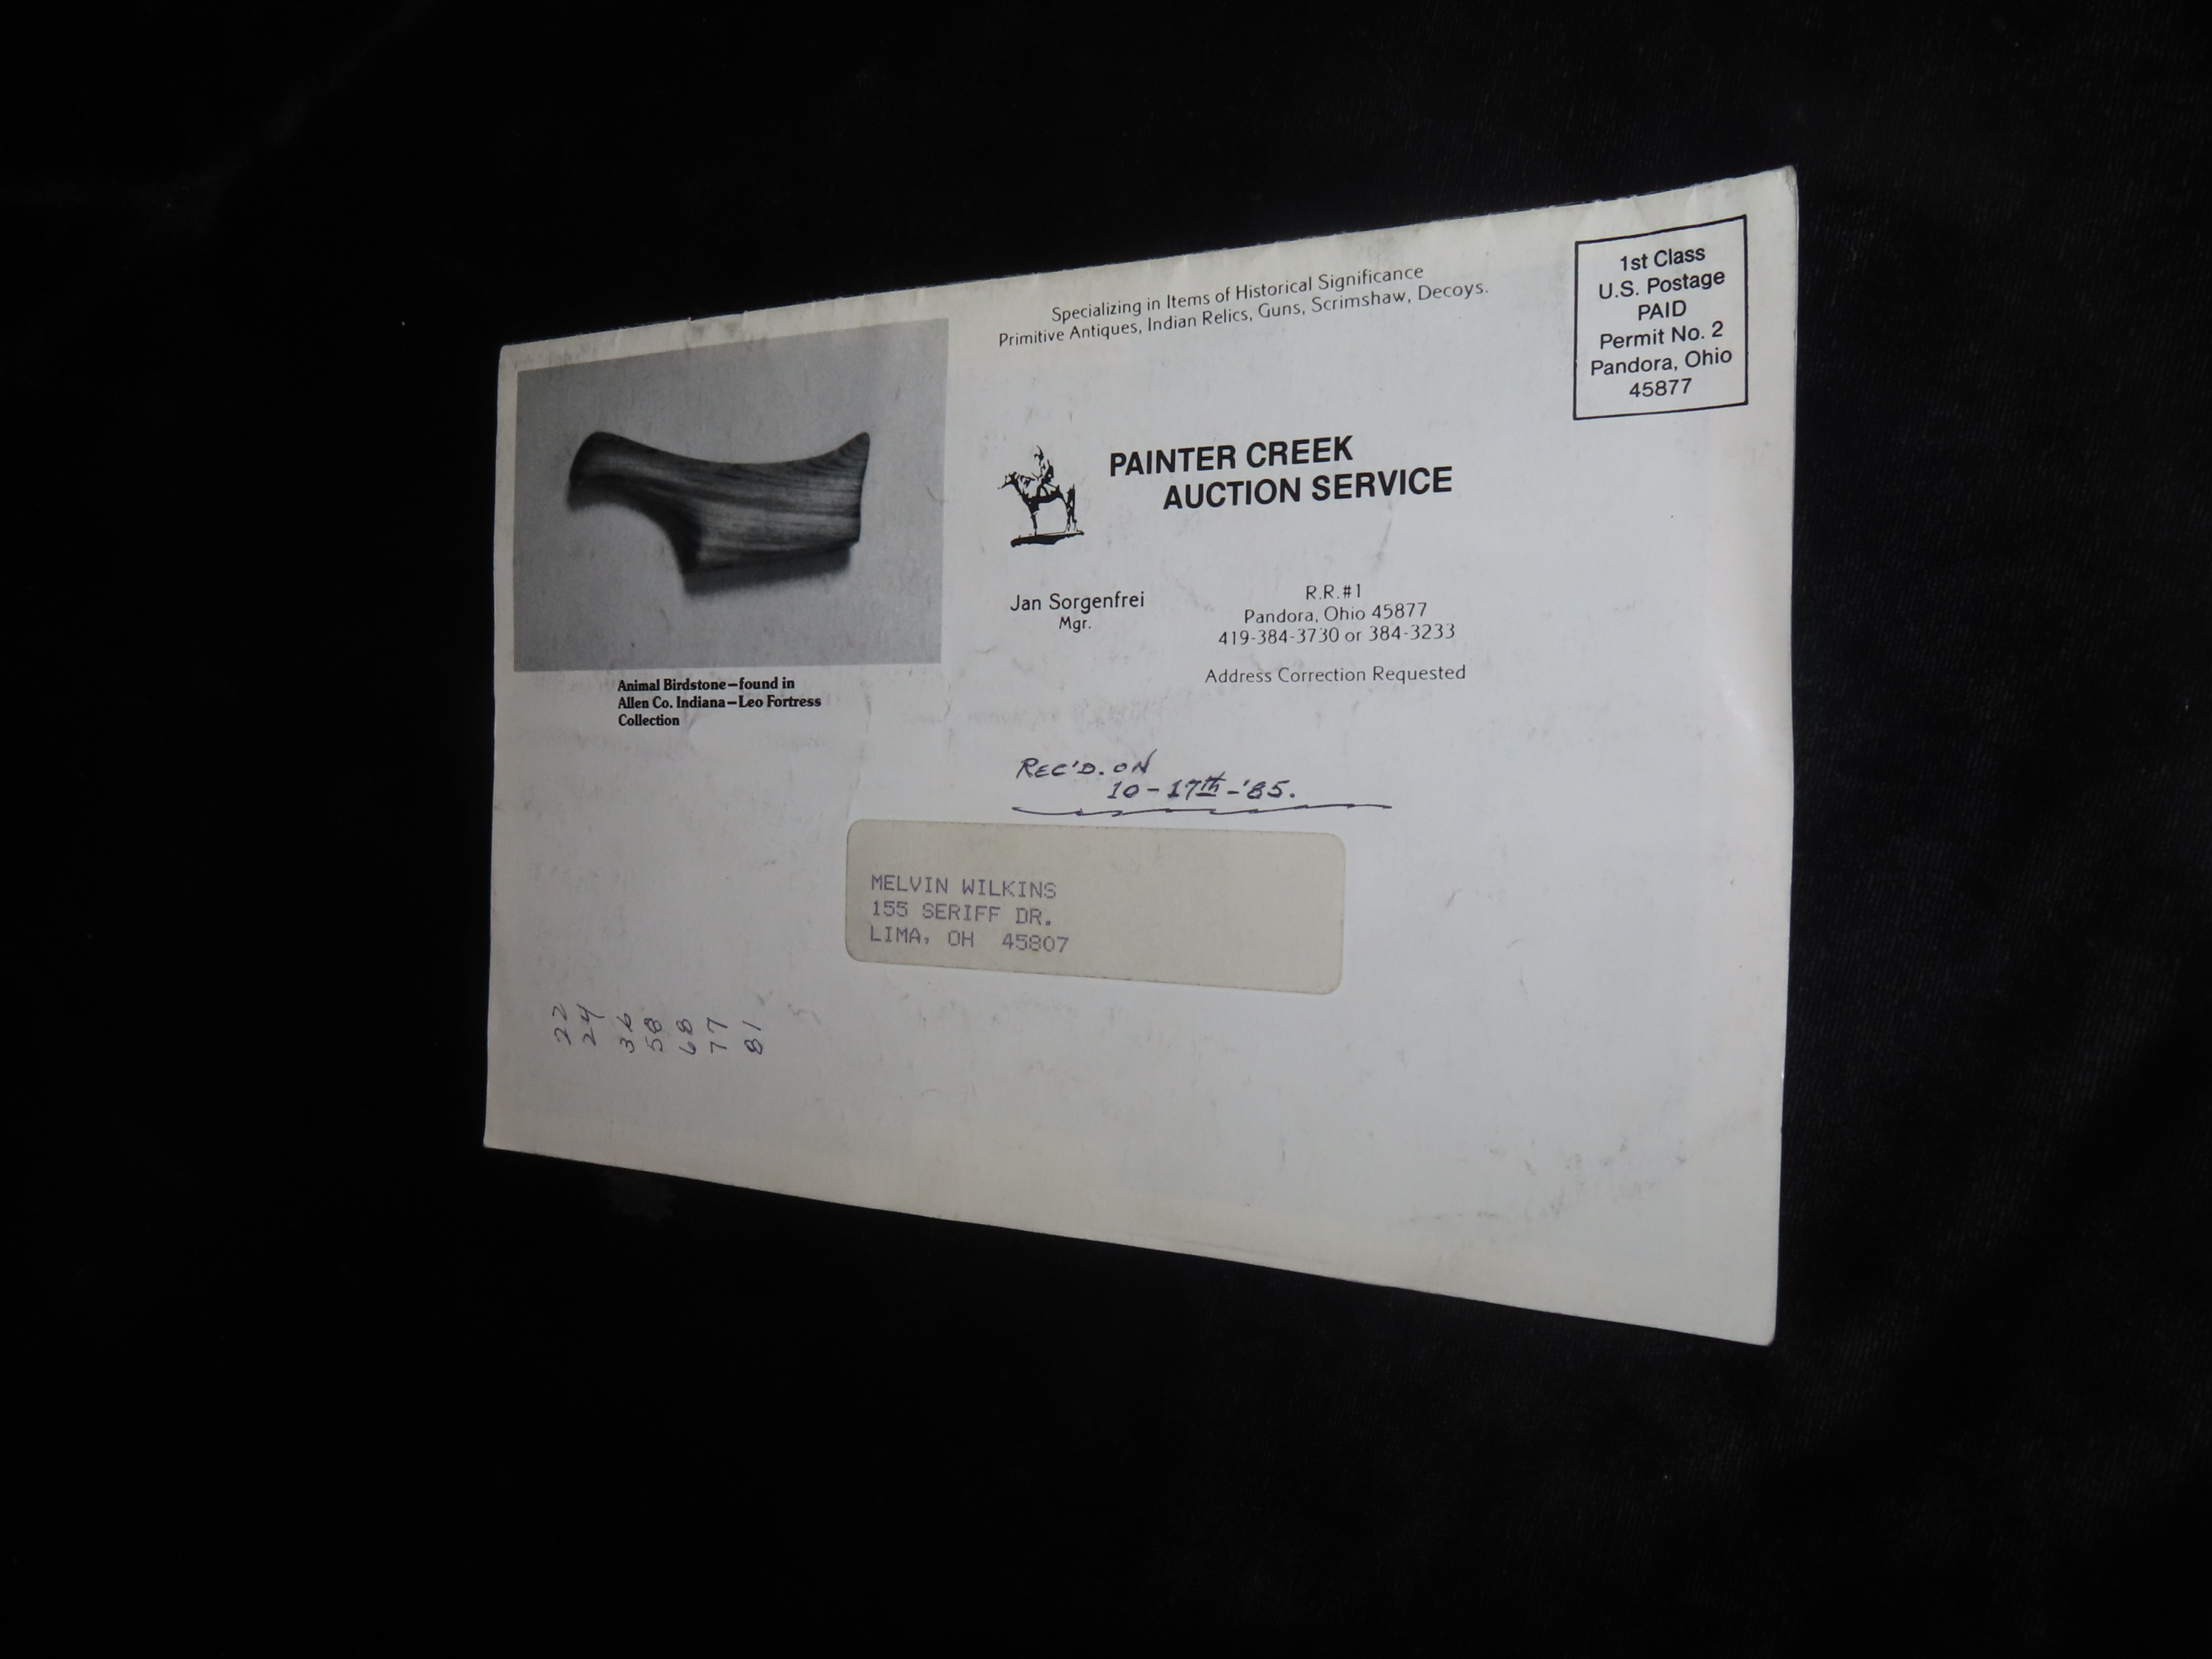 Specializing in Items of Historical Significance
Primitive Antiques, Indian Relics, Guns, Scrimshaw, Decoys.
1st Class
U.S. Postage
PAID
Permit No. 2
Pandora, Ohio
45877
PAINTER CREEK
AUCTION SERVICE
Jan Sorgenfrei
Mgr.
R.R.#1
Pandora, Ohio 45877
419-384-3730 or 384-3233
Address Correction Requested
Animal Birdstone—found in
Allen Co. Indiana—Leo Fortress
Collection
REC'D. ON
10-17th-'85.
MELVIN WILKINS
155 SERIFF DR.
LIMA, OH 45807
22
24
36
58
68
77
81